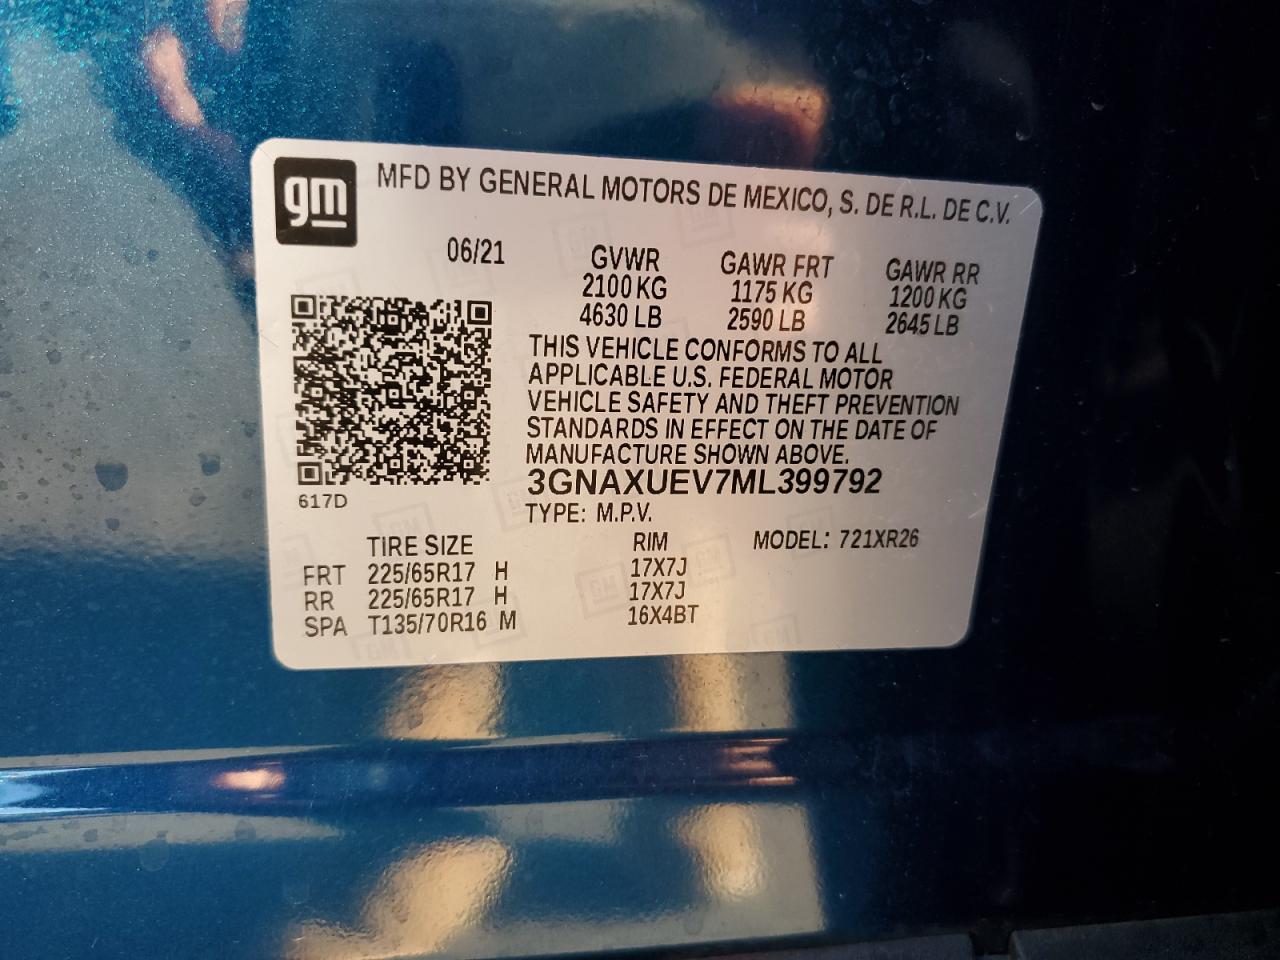 gm
MFD BY GENERAL MOTORS DE MEXICO, S. DE R.L. DE C.V.
06/21 GVWR GAWR FRT GAWR RR
2100 KG 1175 KG 1200 KG
4630 LB 2590 LB 2645 LB
THIS VEHICLE CONFORMS TO ALL
APPLICABLE U.S. FEDERAL MOTOR
VEHICLE SAFETY AND THEFT PREVENTION
STANDARDS IN EFFECT ON THE DATE OF
MANUFACTURE SHOWN ABOVE.
3GNAXUEV7ML399792
617D
TYPE: M.P.V.
TIRE SIZE RIM MODEL: 721XR26
FRT 225/65R17 H 17X7J
RR 225/65R17 H 17X7J
SPA T135/70R16 M 16X4BT